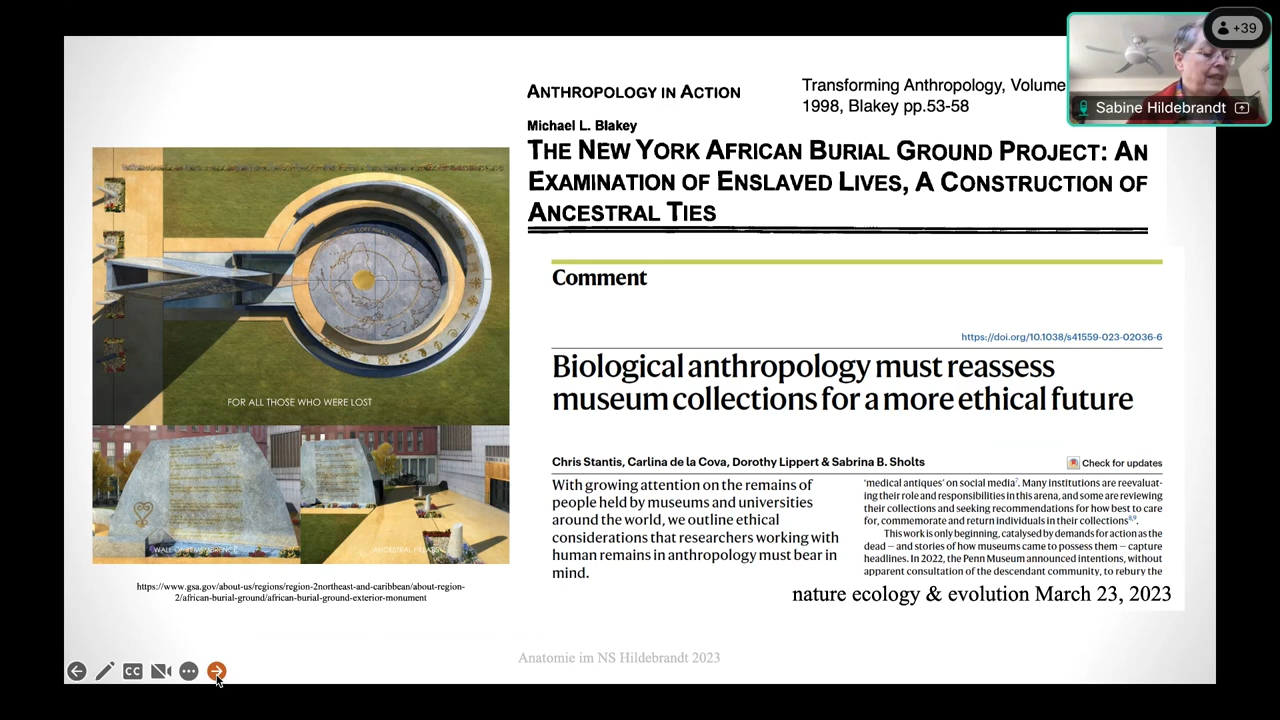 +39
Sabine Hildebrandt
ANTHROPOLOGY IN ACTION
Transforming Anthropology, Volume
1998, Blakey pp.53-58
Michael L. Blakey
THE NEW YORK AFRICAN BURIAL GROUND PROJECT: AN
EXAMINATION OF ENSLAVED LIVES, A CONSTRUCTION OF
ANCESTRAL TIES
Comment
https://doi.org/10.1038/s41559-023-02036-6
Biological anthropology must reassess
museum collections for a more ethical future
Chris Stantis, Carlina de la Cova, Dorothy Lippert & Sabrina B. Sholts
Check for updates
With growing attention on the remains of
people held by museums and universities
around the world, we outline ethical
considerations that researchers working with
human remains in anthropology must bear in
mind.
'medical antiques' on social media7. Many institutions are reevaluat-
ing their role and responsibilities in this arena, and some are reviewing
their collections and seeking recommendations for how best to care
for, commemorate and return individuals in their collections8,9.
This work is only beginning, catalysed by demands for action as the
dead — and stories of how museums came to possess them — capture
headlines. In 2022, the Penn Museum announced intentions, without
apparent consultation of the descendant community, to rebury the
nature ecology & evolution March 23, 2023
FOR ALL THOSE WHO WERE LOST
WALL OF REMEMBRANCE
https://www.gsa.gov/about-us/regions/region-2northeast-and-caribbean/about-region-
2/african-burial-ground/african-burial-ground-exterior-monument
Anatomie im NS Hildebrandt 2023
CC